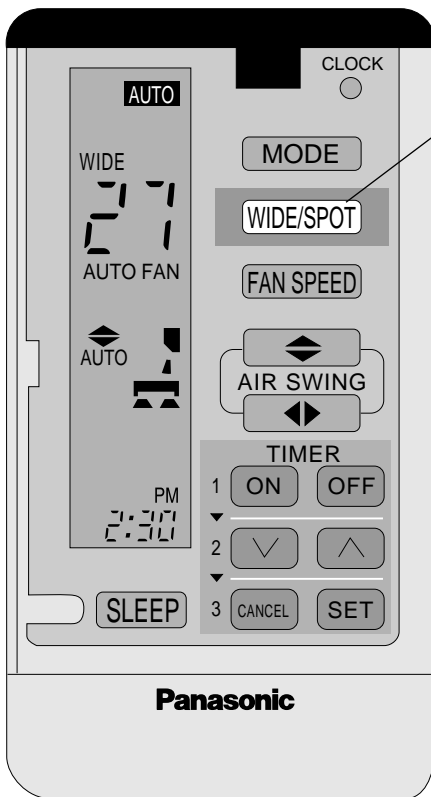 CLOCK
AUTO
MODE
WIDE
WIDE/SPOT
27
AUTO FAN
FAN SPEED
AUTO
AIR SWING
TIMER
1 ON OFF
PM
2:30
2
SLEEP
3 CANCEL SET
Panasonic